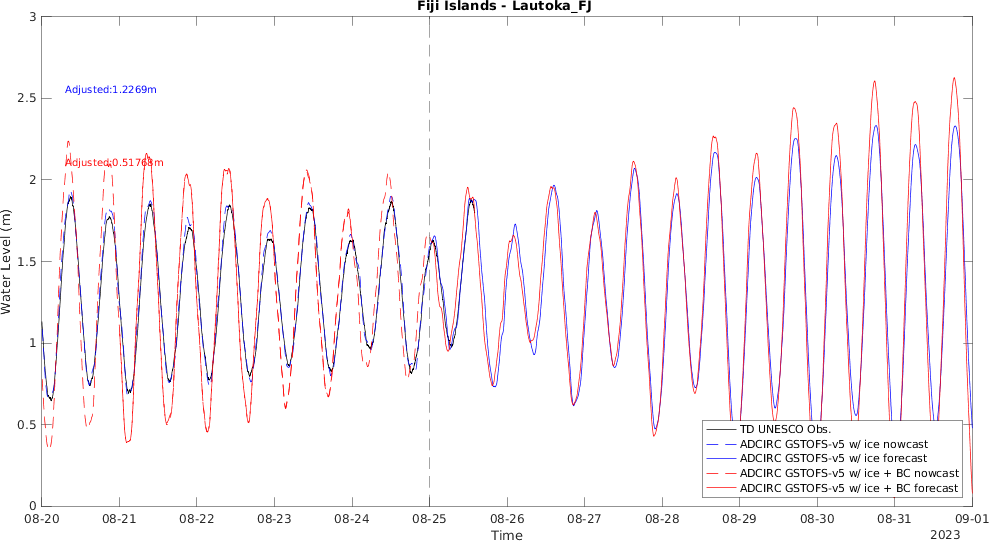 Fiji Islands - Lautoka_FJ
3
2.5
2
1.5
1
0.5
0
Water Level (m)
Adjusted:1.2269m
Adjusted:0.51768m
TD UNESCO Obs.
ADCIRC GSTOFS-v5 w/ ice nowcast
ADCIRC GSTOFS-v5 w/ ice forecast
ADCIRC GSTOFS-v5 w/ ice + BC nowcast
ADCIRC GSTOFS-v5 w/ ice + BC forecast
08-20 08-21 08-22 08-23 08-24 08-25 08-26 08-27 08-28 08-29 08-30 08-31 09-01
Time
2023